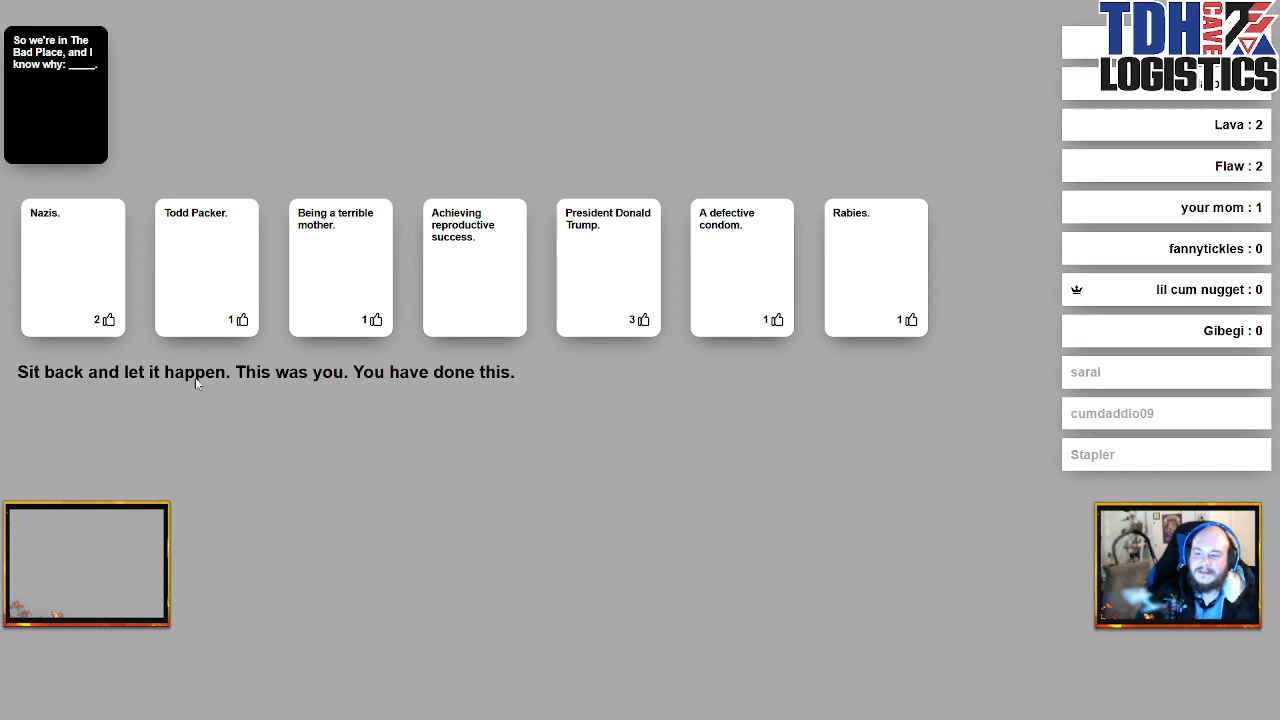 So we're in The
Bad Place, and I
know why: _____.
Nazis.
2
Todd Packer.
1
Being a terrible
mother.
1
Achieving
reproductive
success.
President Donald
Trump.
3
A defective
condom.
1
Rabies.
1
Sit back and let it happen. This was you. You have done this.
TDH
CAVE
LOGISTICS
Lava : 2
Flaw : 2
your mom : 1
fannytickles : 0
lil cum nugget : 0
Gibegi : 0
sarai
cumdaddio09
Stapler